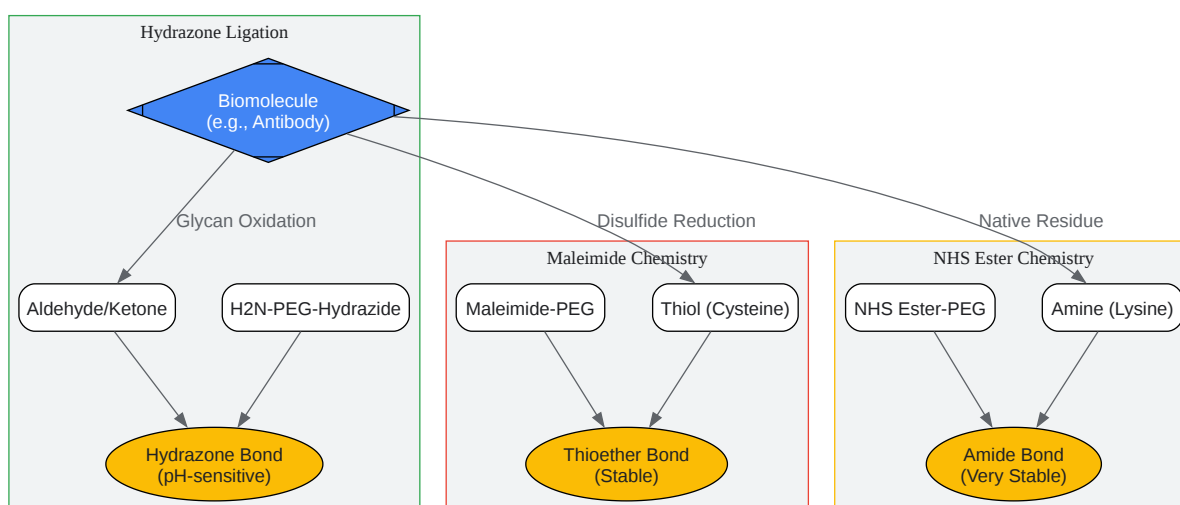 Hydrazone Ligation
Biomolecule
(e.g., Antibody)
Glycan Oxidation
Disulfide Reduction
Native Residue
Maleimide Chemistry
NHS Ester Chemistry
Aldehyde/Ketone
H2N-PEG-Hydrazide
Maleimide-PEG
Thiol (Cysteine)
NHS Ester-PEG
Amine (Lysine)
Hydrazone Bond
(pH-sensitive)
Thioether Bond
(Stable)
Amide Bond
(Very Stable)